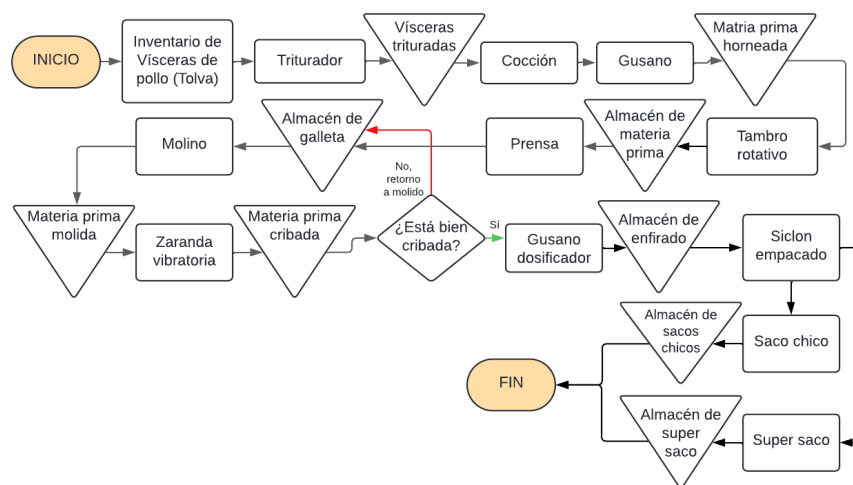 INICIO
Inventario de
Vísceras de
pollo (Tolva)
Triturador
Vísceras
trituradas
Cocción
Gusano
Matria prima
horneada
Molino
Almacén de
galleta
Prensa
Almacén de
materia
prima
Tambro
rotativo
No,
retorno
a molido
Materia prima
molida
Zaranda
vibratoria
Materia prima
cribada
¿Está bien
cribada?
Sí
Gusano
dosificador
Almacén de
enfirado
Siclon
empacado
Almacén de
sacos
chicos
Saco chico
FIN
Almacén de
super
saco
Super saco